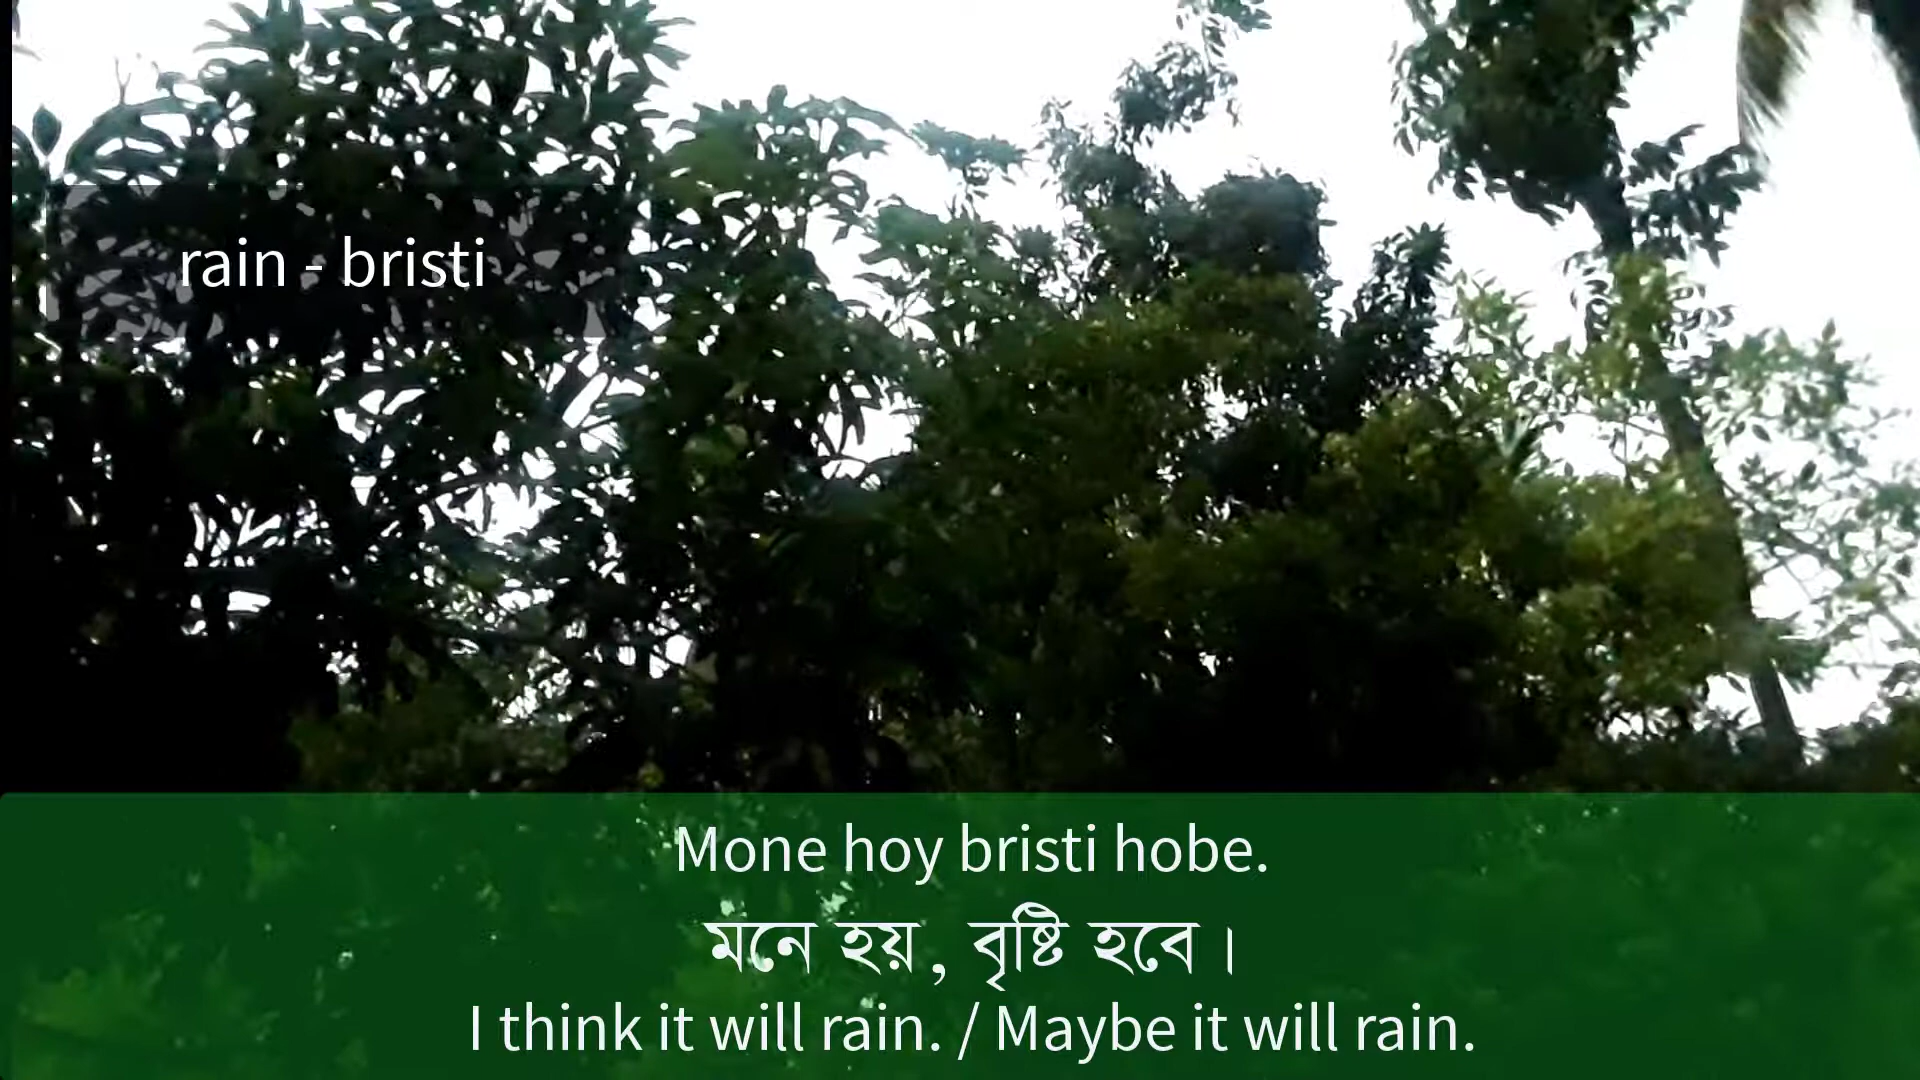 rain - bristi
Mone hoy bristi hobe.
মনে হয়, বৃষ্টি হবে।
I think it will rain. / Maybe it will rain.